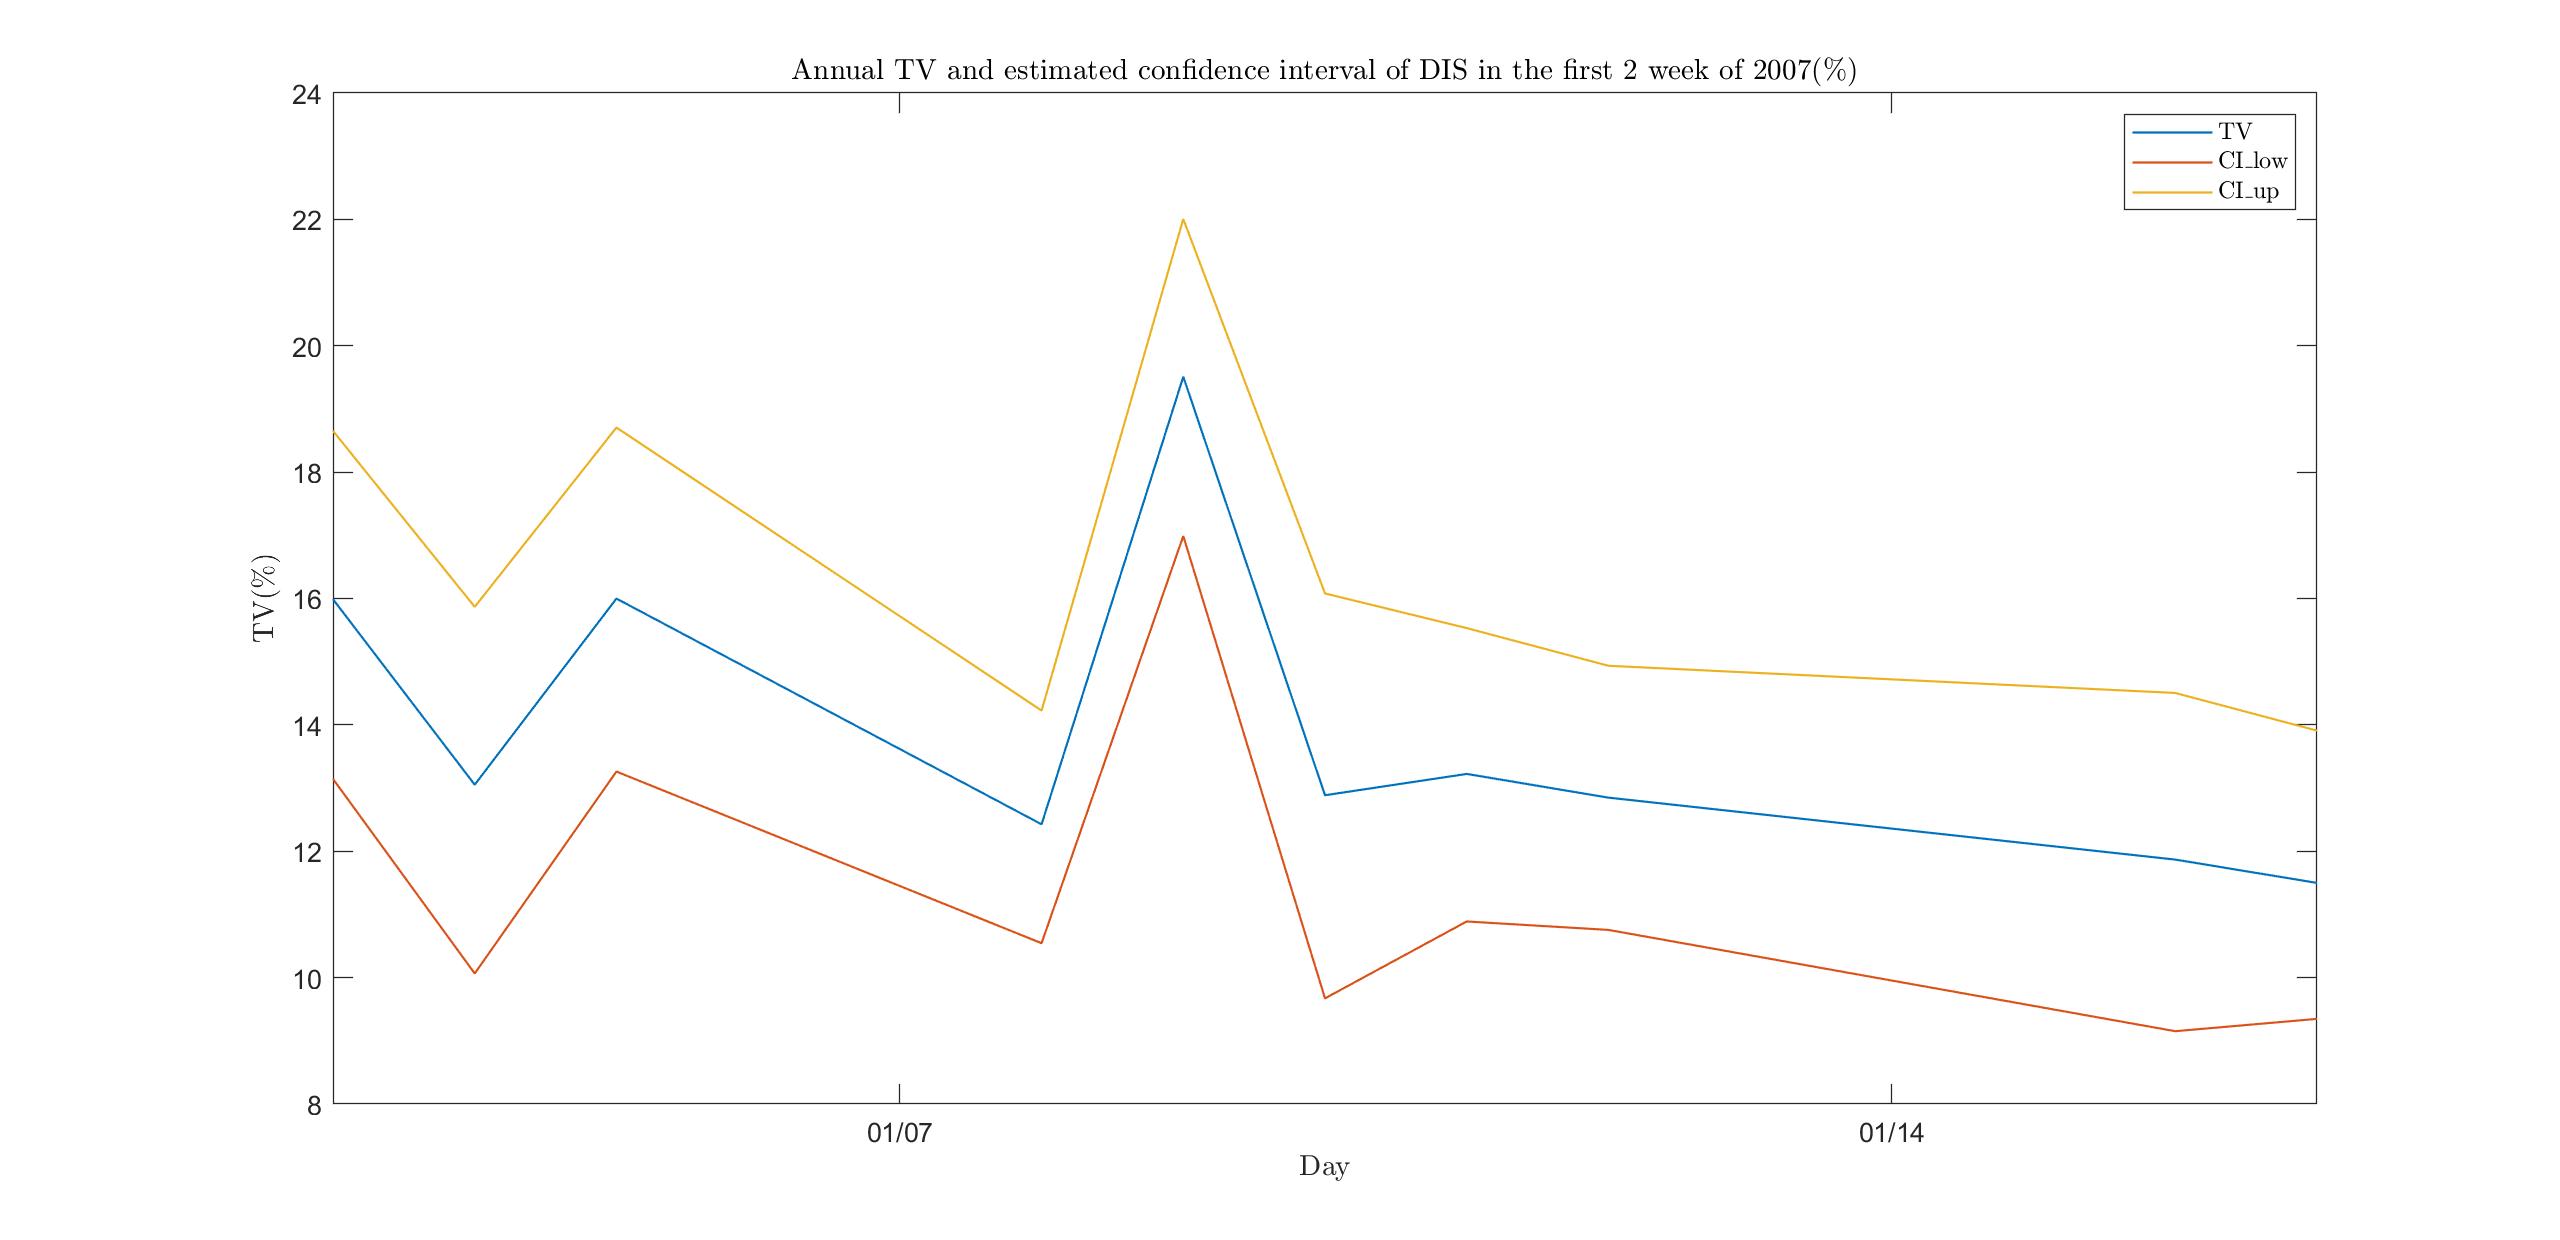 Annual TV and estimated confidence interval of DIS in the first 2 week of 2007(%)
24
22
20
18
16
14
12
10
8
TV(%)
TV
CI_low
CI_up
01/07
01/14
Day